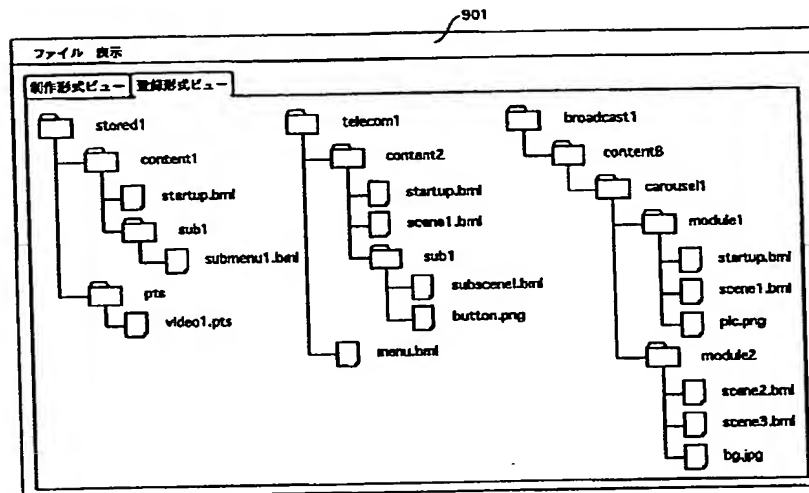 901
ファイル 表示
制作形式ビュー 登録形式ビュー
stored1
content1
startup.bml
sub1
submenu1.bml
pts
video1.pts
telecom1
content2
startup.bml
scene1.bml
sub1
subscene1.bml
button.png
menu.bml
broadcast1
content8
carousel1
module1
startup.bml
scene1.bml
pic.png
module2
scene2.bml
scene3.bml
bg.jpg